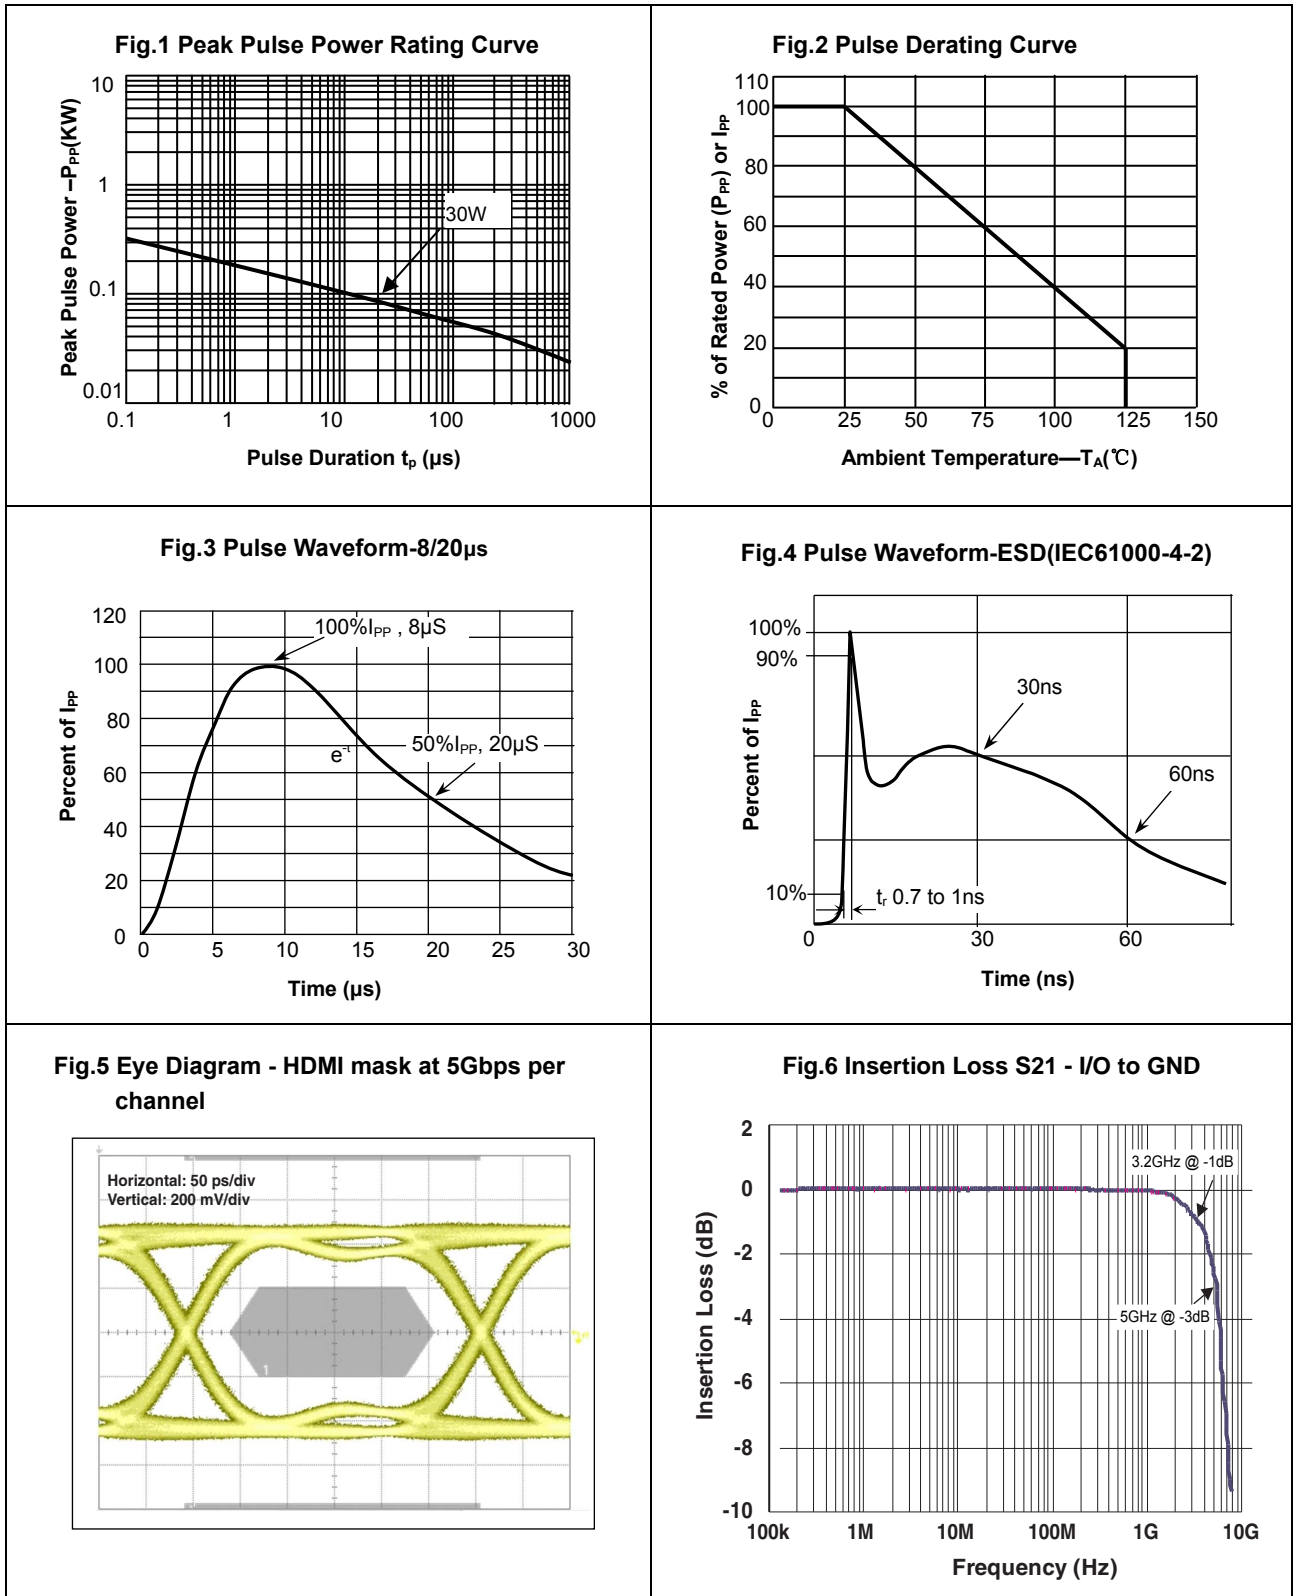 Fig.1 Peak Pulse Power Rating Curve
Peak Pulse Power –PPP(KW)
10
1
0.1
0.01
30W
0.1 1 10 100 1000
Pulse Duration tp (µs)
Fig.2 Pulse Derating Curve
% of Rated Power (PPP) or IPP
110
100
80
60
40
20
0
0 25 50 75 100 125 150
Ambient Temperature—TA(℃)
Fig.3 Pulse Waveform-8/20µs
Percent of IPP
120
100
80
60
40
20
0
100%IPP , 8µS
e-t
50%IPP, 20µS
0 5 10 15 20 25 30
Time (µs)
Fig.4 Pulse Waveform-ESD(IEC61000-4-2)
Percent of IPP
100%
90%
10%
30ns
60ns
tr 0.7 to 1ns
0 30 60
Time (ns)
Fig.5 Eye Diagram - HDMI mask at 5Gbps per
channel
Horizontal: 50 ps/div
Vertical: 200 mV/div
1
Fig.6 Insertion Loss S21 - I/O to GND
Insertion Loss (dB)
2
0
-2
-4
-6
-8
-10
3.2GHz @ -1dB
5GHz @ -3dB
100k 1M 10M 100M 1G 10G
Frequency (Hz)